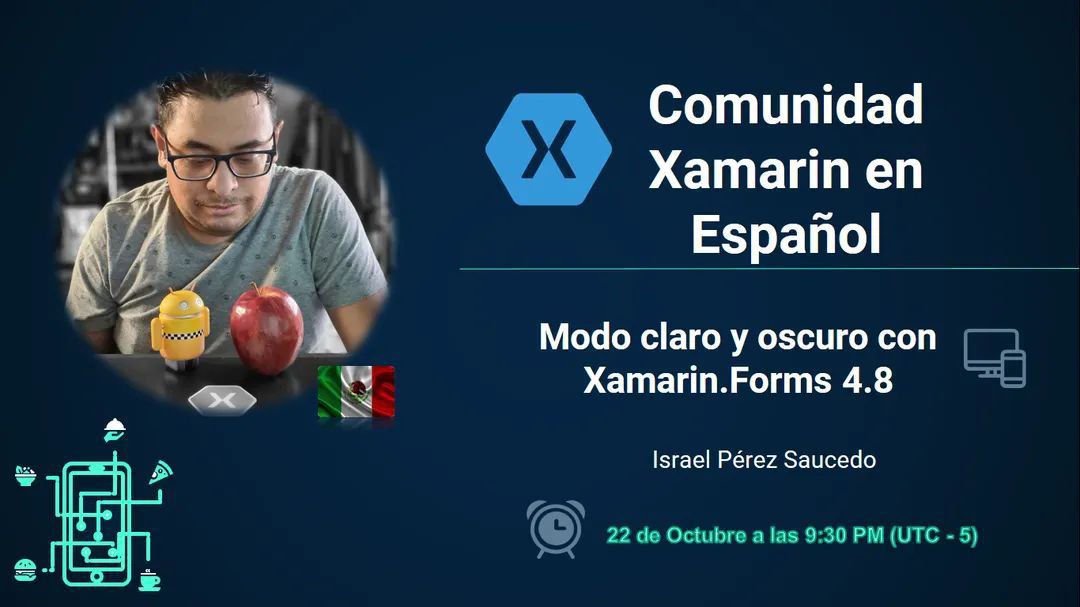 Comunidad
Xamarin en
Español
Modo claro y oscuro con
Xamarin.Forms 4.8
Israel Pérez Saucedo
22 de Octubre a las 9:30 PM (UTC - 5)